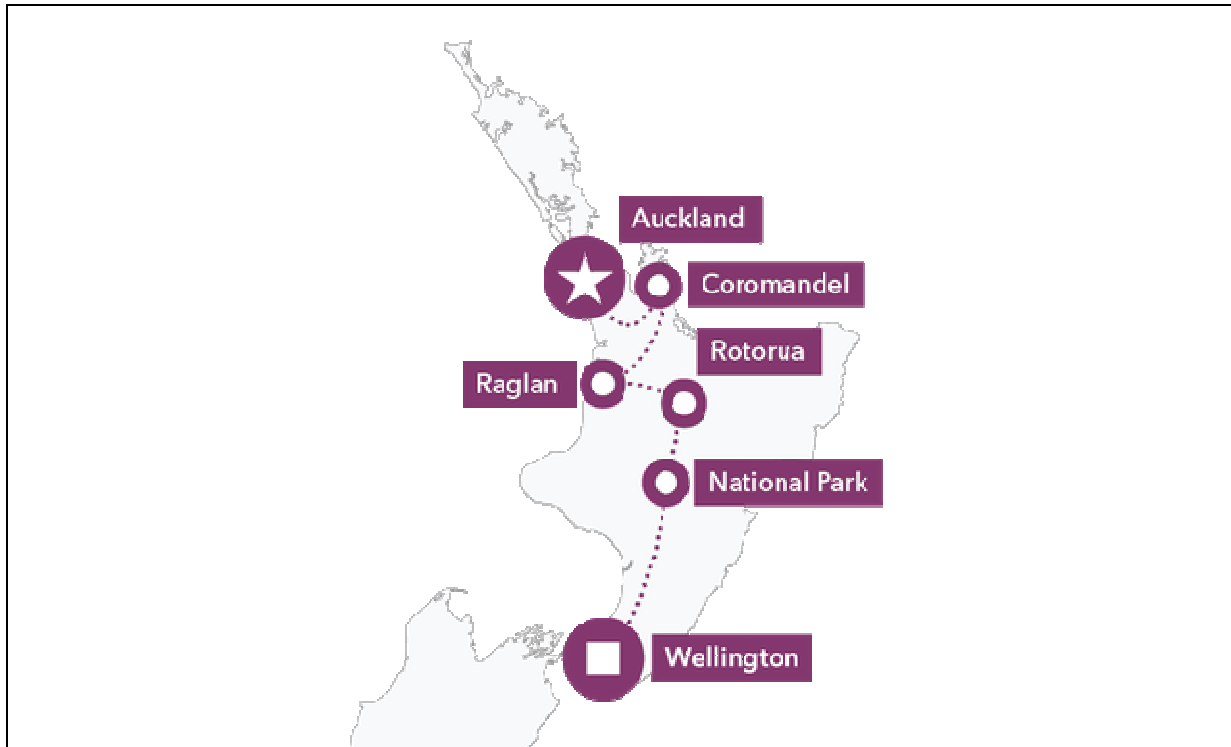 Auckland
Coromandel
Rotorua
Raglan
National Park
Wellington